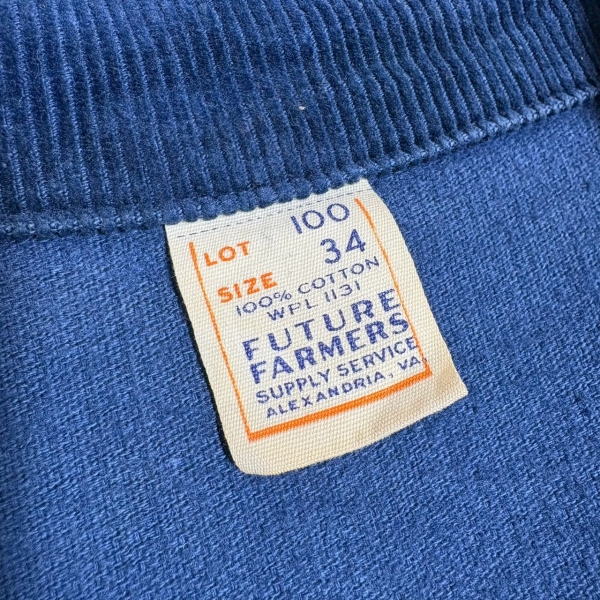 LOT 100
SIZE 34
100% COTTON
WPL 1131
FUTURE
FARMERS
SUPPLY SERVICE
ALEXANDRIA, VA.